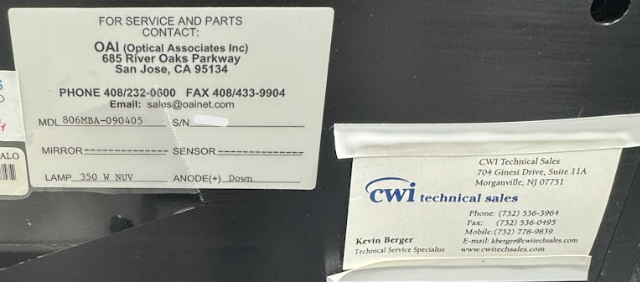 FOR SERVICE AND PARTS
CONTACT:
OAI (Optical Associates Inc)
685 River Oaks Parkway
San Jose, CA 95134
PHONE 408/232-0600 FAX 408/433-9904
Email: sales@oainet.com
MDL 806MBA-090405 S/N
MIRROR-------------- SENSOR--------------
LAMP 350 W NUV ANODE(+) Down
ALO
CWI Technical Sales
704 Ginesi Drive, Suite 11A
Morganville, NJ 07751
cwi technical sales
Phone: (732) 536-3964
Fax: (732) 536-0495
Mobile: (732) 778-9839
Kevin Berger
E-mail: kberger@cwitechsales.com
Technical Service Specialist
www.cwitechsales.com